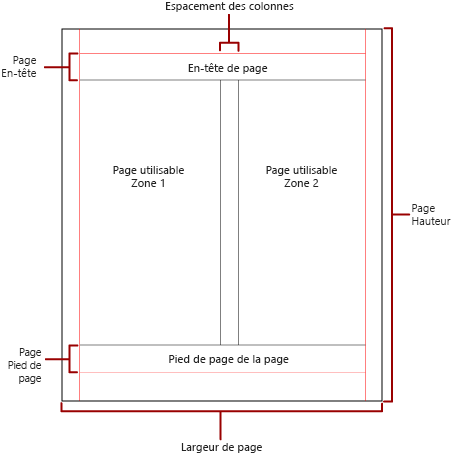 Espacement des colonnes
Page
En-tête
En-tête de page
Page utilisable
Zone 1
Page utilisable
Zone 2
Page
Hauteur
Page
Pied de
page
Pied de page de la page
Largeur de page